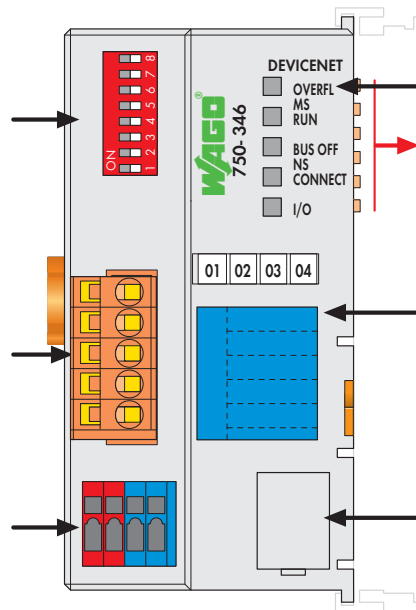 DEVICENET
OVERFL
MS
RUN
BUS OFF
NS
CONNECT
I/O
WAGO®
750- 346
ON
1 2 3 4 5 6 7 8
01 02 03 04